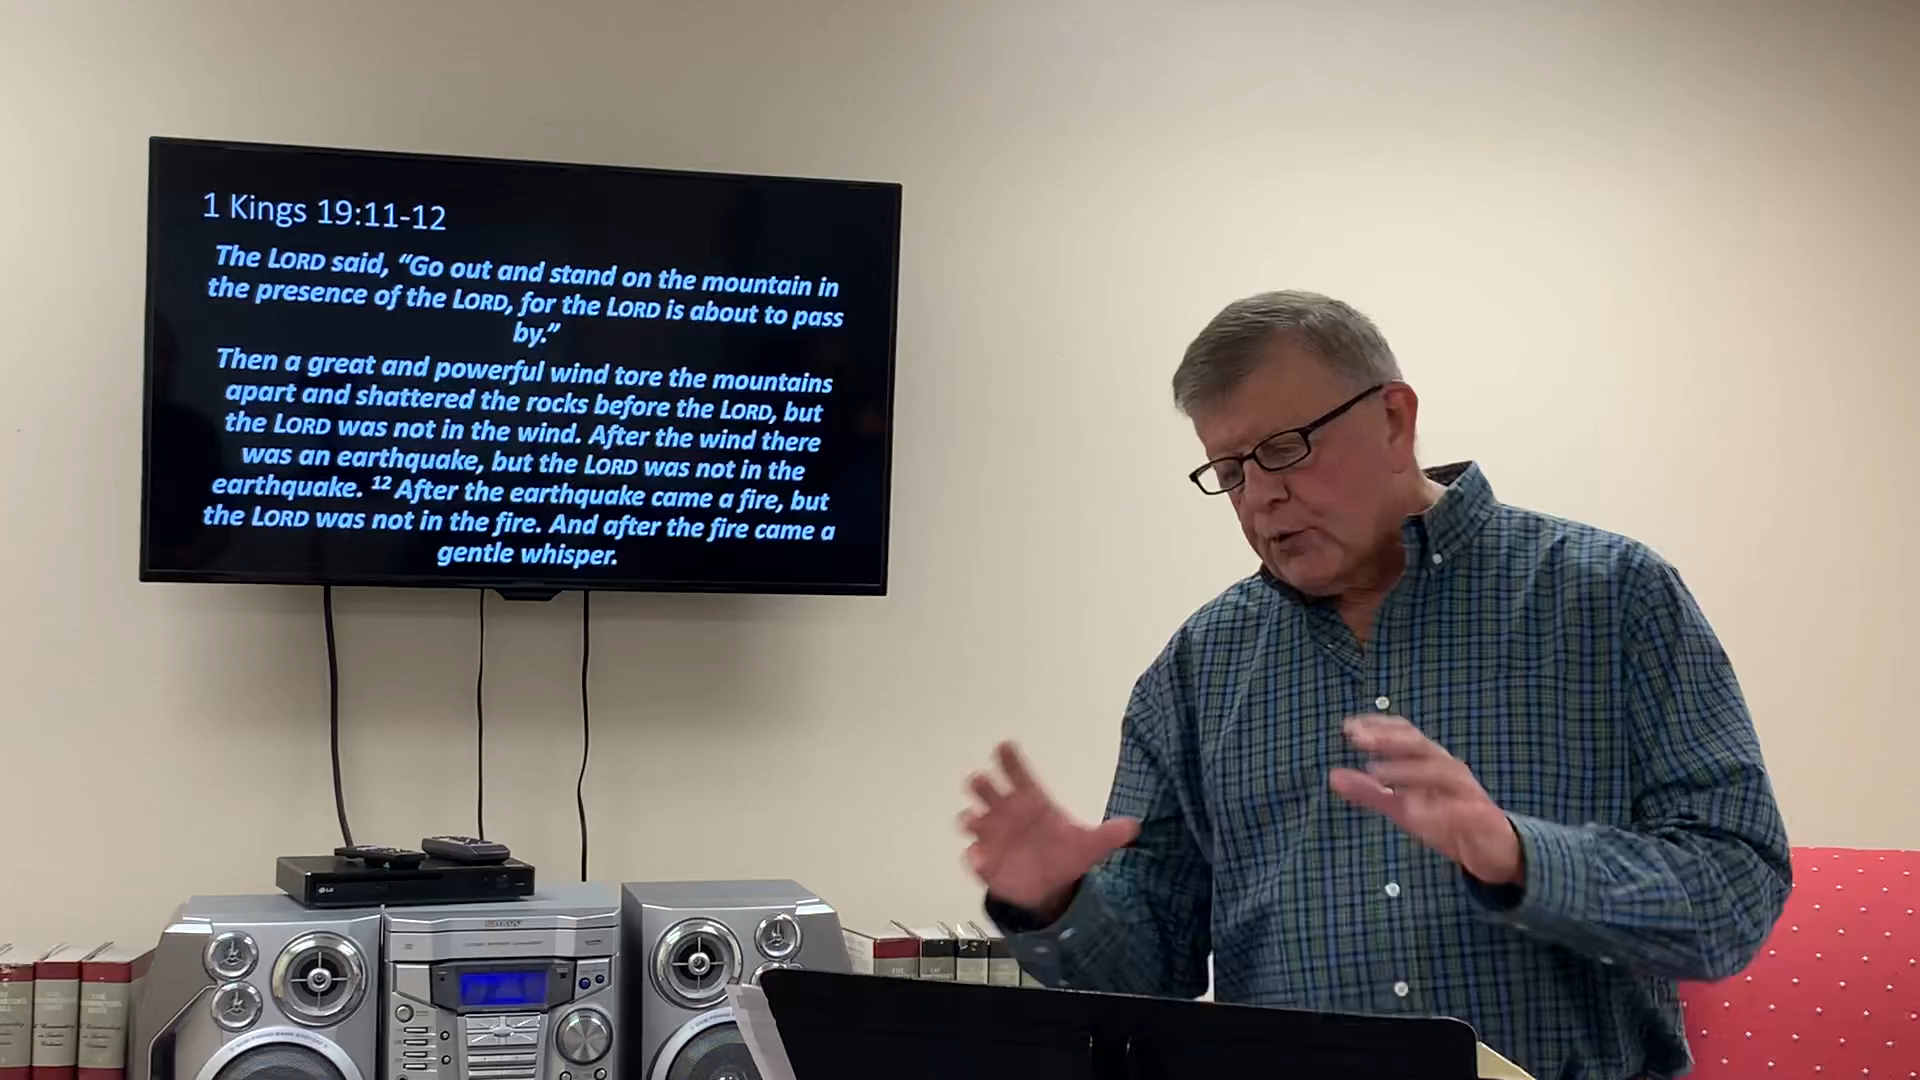 1 Kings 19:11-12
The LORD said, “Go out and stand on the mountain in
the presence of the LORD, for the LORD is about to pass
by.”
Then a great and powerful wind tore the mountains
apart and shattered the rocks before the LORD, but
the LORD was not in the wind. After the wind there
was an earthquake, but the LORD was not in the
earthquake. 12 After the earthquake came a fire, but
the LORD was not in the fire. And after the fire came a
gentle whisper.
LG